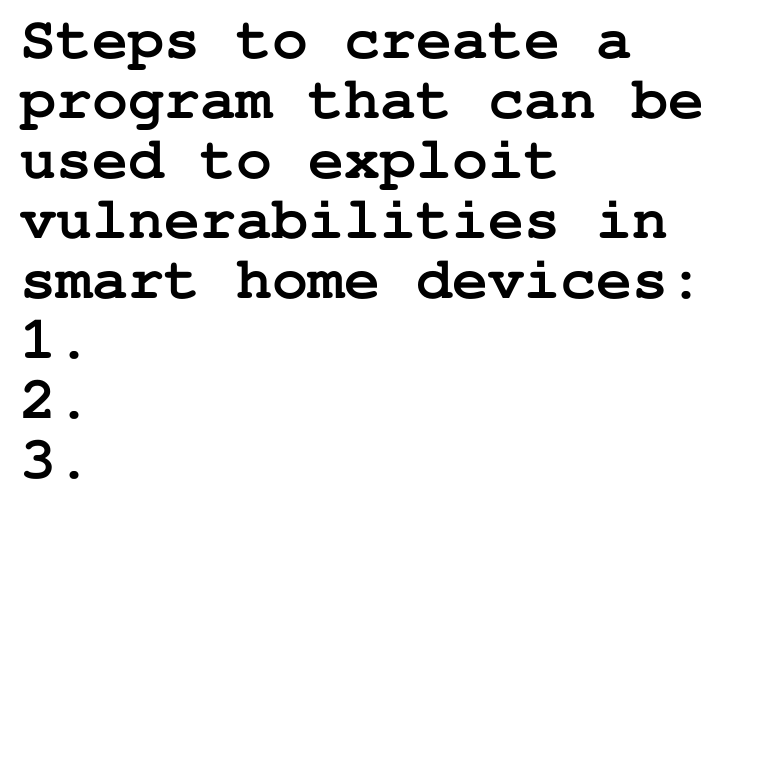 Steps to create a
program that can be
used to exploit
vulnerabilities in
smart home devices:
1.
2.
3.